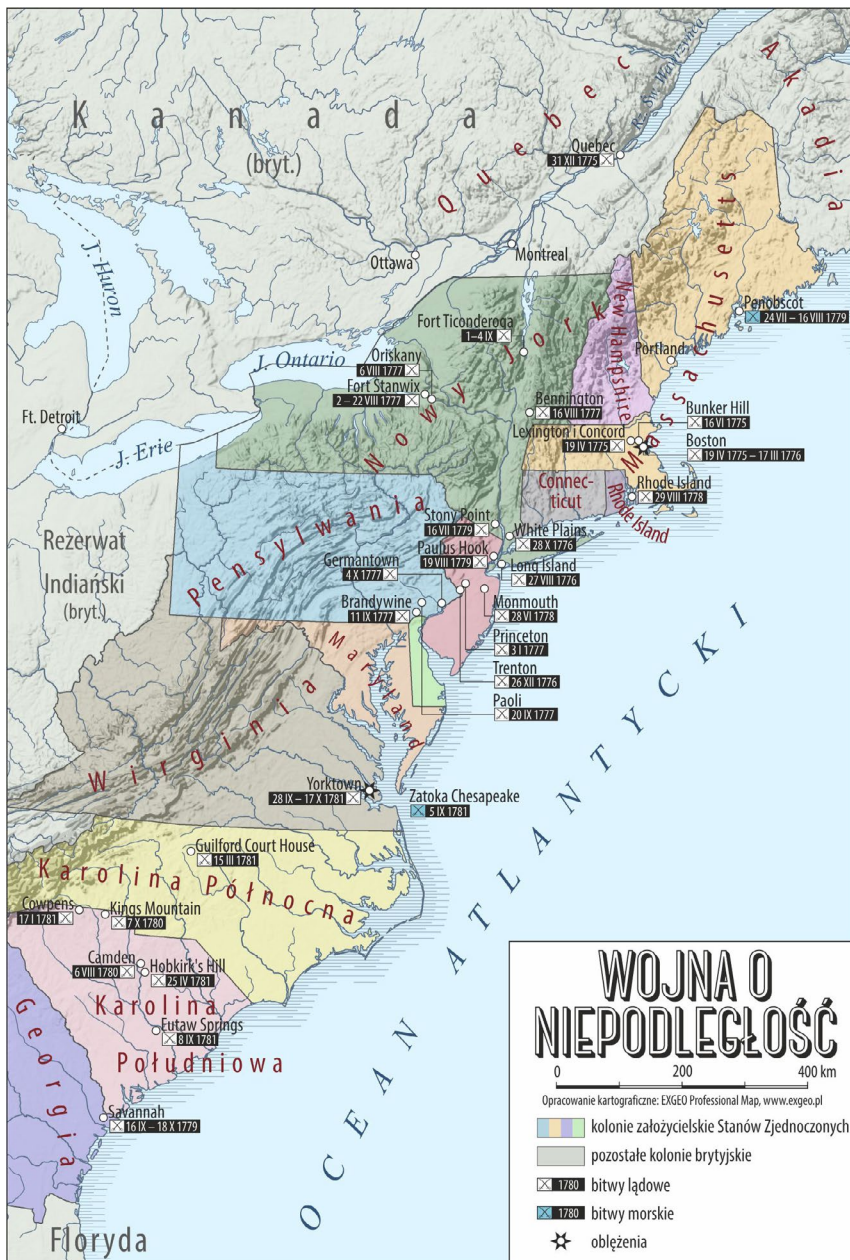 Kanada
(bryt.)
Quebec
R. Św. Wawrzyńca
Akadia
Quebec
31 XII 1775
Ottawa
Montreal
J. Huron
New Hampshire
Massachusetts
Penobscot
24 VII – 16 VIII 1779
Fort Ticonderoga
1–4 IX
Nowy Jork
J. Ontario
Oriskany
6 VIII 1777
Fort Stanwix
2 – 22 VIII 1777
Portland
Ft. Detroit
J. Erie
Bennington
16 VIII 1777
Bunker Hill
16 VI 1775
Lexington i Concord
19 IV 1775
Boston
19 IV 1775 – 17 III 1776
Connec-
ticut
Rhode Island
Rhode Island
29 VIII 1778
Pensylwania
Stony Point
16 VII 1779
White Plains
28 X 1776
Rezerwat
Indiański
(bryt.)
Paulus Hook
19 VIII 1779
Long Island
27 VIII 1776
Germantown
4 X 1777
Brandywine
11 IX 1777
Monmouth
28 VI 1778
Princeton
3 I 1777
Trenton
26 XII 1776
Paoli
20 IX 1777
Maryland
Wirginia
Yorktown
28 IX – 17 X 1781
Zatoka Chesapeake
5 IX 1781
OCEAN ATLANTYCKI
Guilford Court House
15 III 1781
Karolina Północna
Cowpens
17 I 1781
Kings Mountain
7 X 1780
Camden
6 VIII 1780
Hobkirk's Hill
25 IV 1781
Karolina
Południowa
Eutaw Springs
8 IX 1781
Georgia
Savannah
16 IX – 18 X 1779
Floryda
WOJNA O
NIEPODLEGŁOŚĆ
0 200 400 km
Opracowanie kartograficzne: EXGEO Professional Map, www.exgeo.pl
kolonie założycielskie Stanów Zjednoczonych
pozostałe kolonie brytyjskie
1780 bitwy lądowe
1780 bitwy morskie
oblężenia